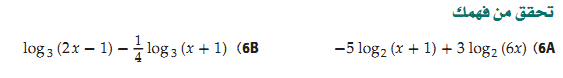 تحقق من فهمك
−5 log₂ (x + 1) + 3 log₂ (6x) (6A
log₃ (2x − 1) − 1/4 log₃ (x + 1) (6B